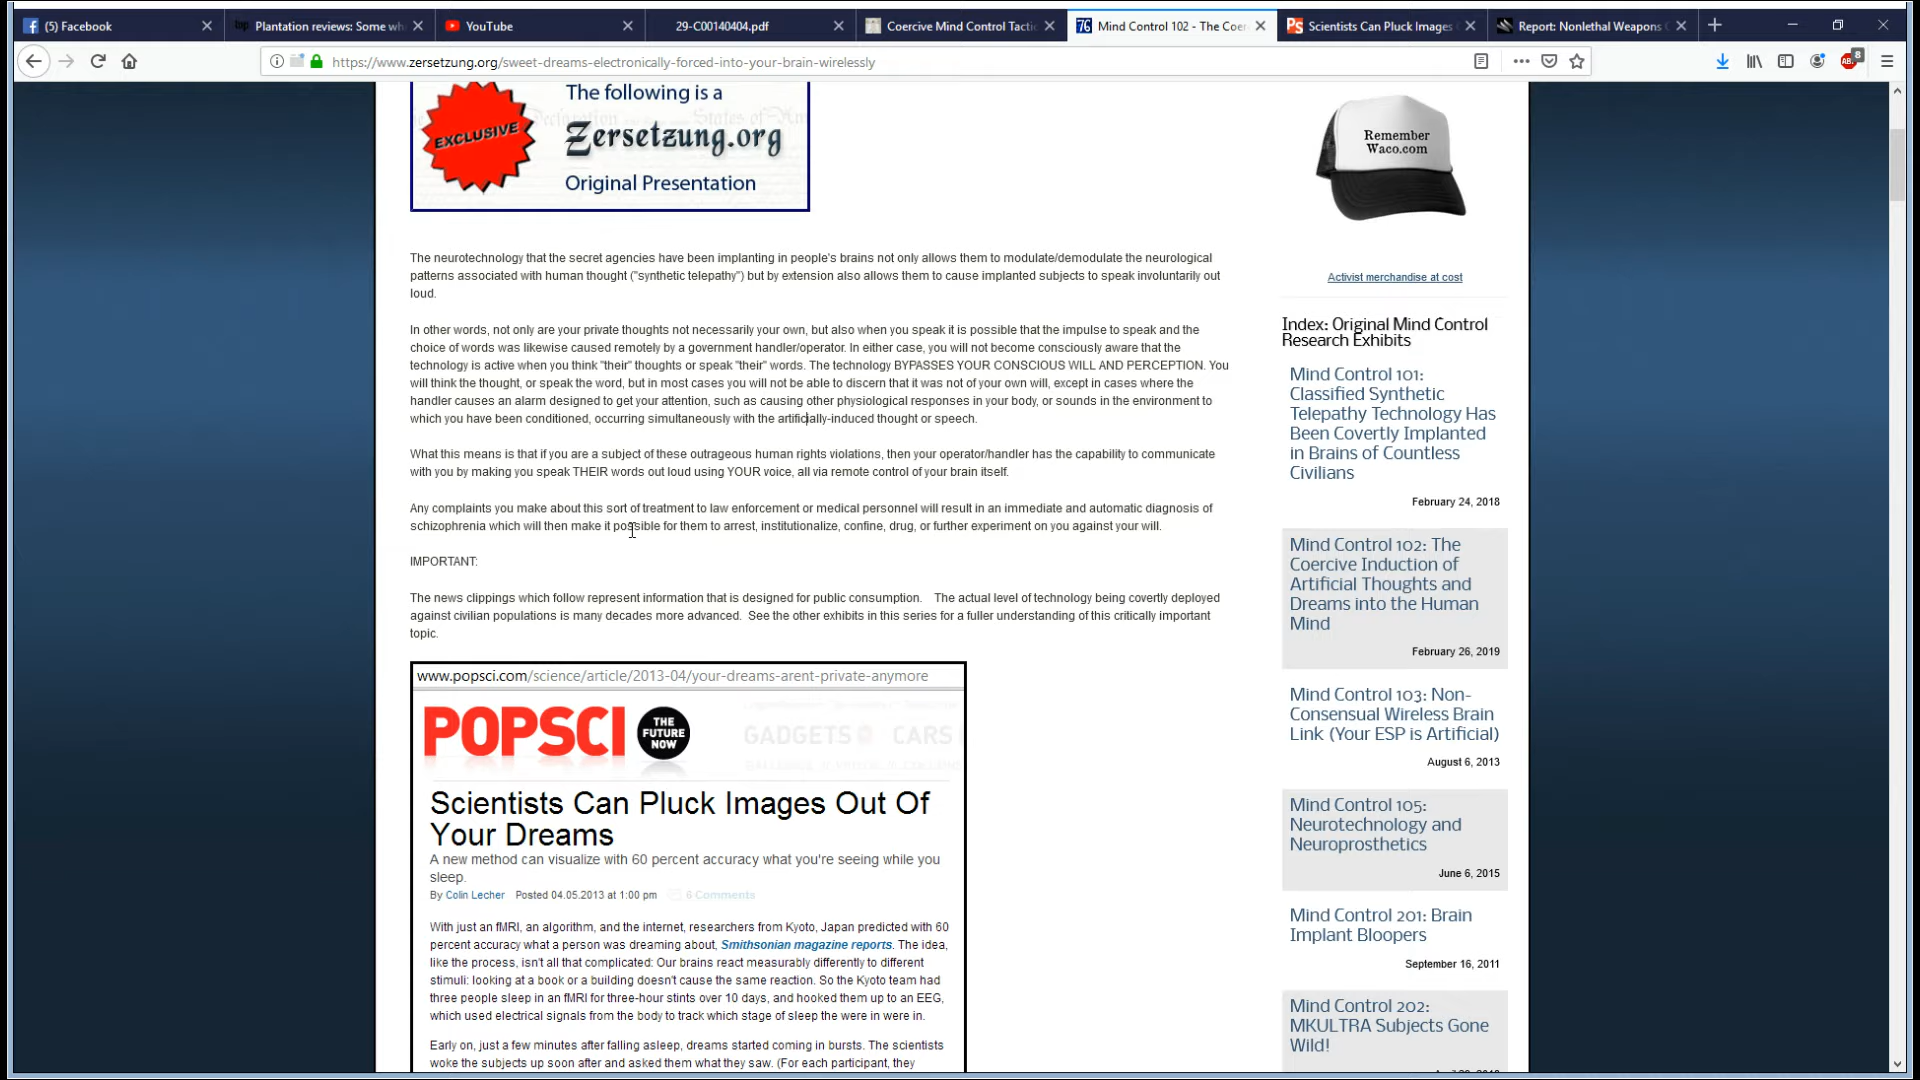 (5) Facebook
Plantation reviews: Some wh
YouTube
29-C00140404.pdf
Coercive Mind Control Tactic
76 Mind Control 102 - The Coer
PS Scientists Can Pluck Images
Report: Nonlethal Weapons
https://www.zersetzung.org/sweet-dreams-electronically-forced-into-your-brain-wirelessly
8
EXCLUSIVE
The following is a
Zersetzung.org
Original Presentation
The neurotechnology that the secret agencies have been implanting in people's brains not only allows them to modulate/demodulate the neurological
patterns associated with human thought ("synthetic telepathy") but by extension also allows them to cause implanted subjects to speak involuntarily out
loud.
In other words, not only are your private thoughts not necessarily your own, but also when you speak it is possible that the impulse to speak and the
choice of words was likewise caused remotely by a government handler/operator. In either case, you will not become consciously aware that the
technology is active when you think "their" thoughts or speak "their" words. The technology BYPASSES YOUR CONSCIOUS WILL AND PERCEPTION. You
will think the thought, or speak the word, but in most cases you will not be able to discern that it was not of your own will, except in cases where the
handler causes an alarm designed to get your attention, such as causing other physiological responses in your body, or sounds in the environment to
which you have been conditioned, occurring simultaneously with the artificially-induced thought or speech.
What this means is that if you are a subject of these outrageous human rights violations, then your operator/handler has the capability to communicate
with you by making you speak THEIR words out loud using YOUR voice, all via remote control of your brain itself.
Any complaints you make about this sort of treatment to law enforcement or medical personnel will result in an immediate and automatic diagnosis of
schizophrenia which will then make it possible for them to arrest, institutionalize, confine, drug, or further experiment on you against your will.
IMPORTANT:
The news clippings which follow represent information that is designed for public consumption. The actual level of technology being covertly deployed
against civilian populations is many decades more advanced. See the other exhibits in this series for a fuller understanding of this critically important
topic.
www.popsci.com/science/article/2013-04/your-dreams-arent-private-anymore
POPSCI
THE
FUTURE
NOW
GADGETS
CARS
Scientists Can Pluck Images Out Of
Your Dreams
A new method can visualize with 60 percent accuracy what you're seeing while you
sleep.
By Colin Lecher Posted 04.05.2013 at 1:00 pm 6 Comments
With just an fMRI, an algorithm, and the internet, researchers from Kyoto, Japan predicted with 60
percent accuracy what a person was dreaming about, Smithsonian magazine reports. The idea,
like the process, isn't all that complicated: Our brains react measurably differently to different
stimuli: looking at a book or a building doesn't cause the same reaction. So the Kyoto team had
three people sleep in an fMRI for three-hour stints over 10 days, and hooked them up to an EEG,
which used electrical signals from the body to track which stage of sleep the were in were in.
Early on, just a few minutes after falling asleep, dreams started coming in bursts. The scientists
woke the subjects up soon after and asked them what they saw. (For each participant, they
Remember
Waco.com
Activist merchandise at cost
Index: Original Mind Control
Research Exhibits
Mind Control 101:
Classified Synthetic
Telepathy Technology Has
Been Covertly Implanted
in Brains of Countless
Civilians
February 24, 2018
Mind Control 102: The
Coercive Induction of
Artificial Thoughts and
Dreams into the Human
Mind
February 26, 2019
Mind Control 103: Non-
Consensual Wireless Brain
Link (Your ESP is Artificial)
August 6, 2013
Mind Control 105:
Neurotechnology and
Neuroprosthetics
June 6, 2015
Mind Control 201: Brain
Implant Bloopers
September 16, 2011
Mind Control 202:
MKULTRA Subjects Gone
Wild!